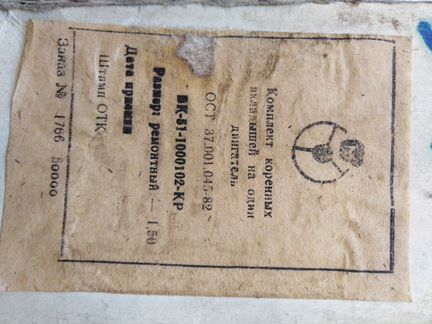 Комплект коренных
вкладышей на один
двигатель
ОСТ 37.001.045-82
ВК-51-1000102-КР
Размер: ремонтный — 1,50
Дата приемки
Штамп ОТК
Заказ № 1766 50000